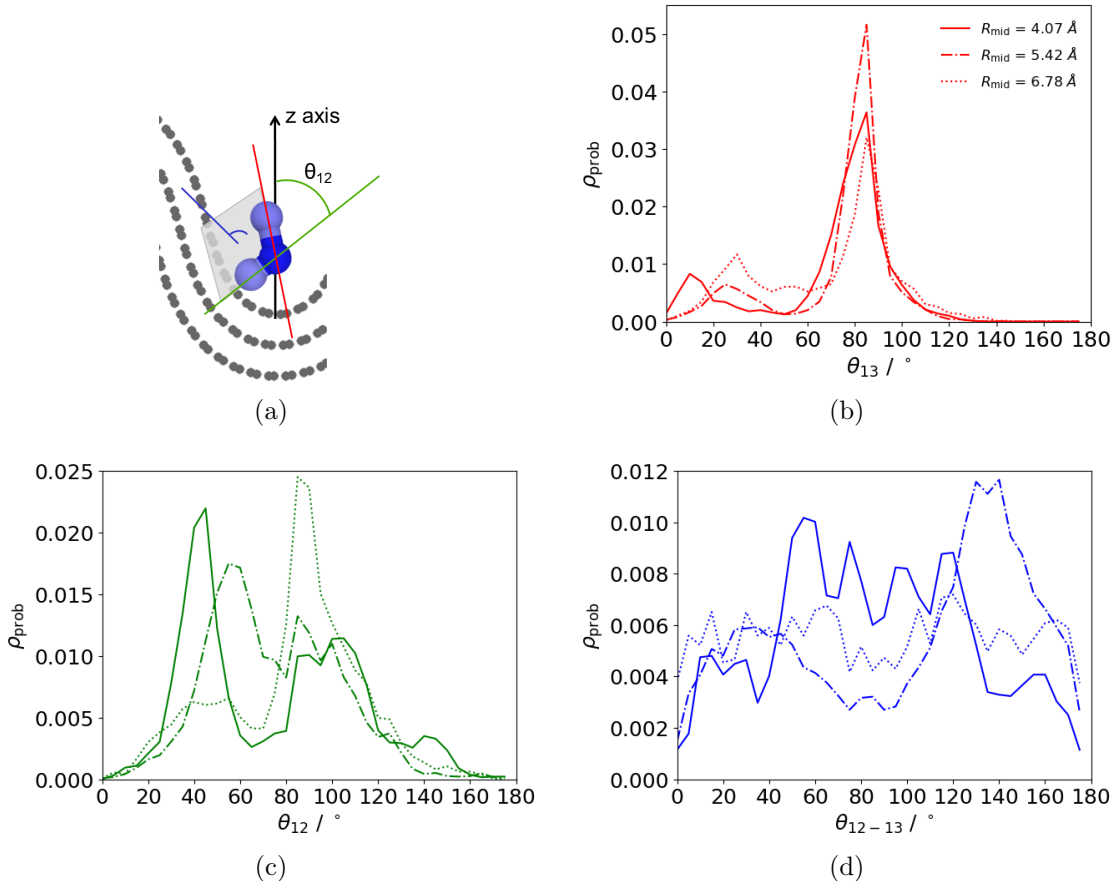 z axis
θ12
(a)
0.05
0.04
0.03
0.02
0.01
0.00
ρprob
0 20 40 60 80 100 120 140 160 180
θ13 / °
Rmid = 4.07 Å
Rmid = 5.42 Å
Rmid = 6.78 Å
(b)
0.025
0.020
0.015
0.010
0.005
0.000
ρprob
0 20 40 60 80 100 120 140 160 180
θ12 / °
(c)
0.012
0.010
0.008
0.006
0.004
0.002
0.000
ρprob
0 20 40 60 80 100 120 140 160 180
θ12−13 / °
(d)